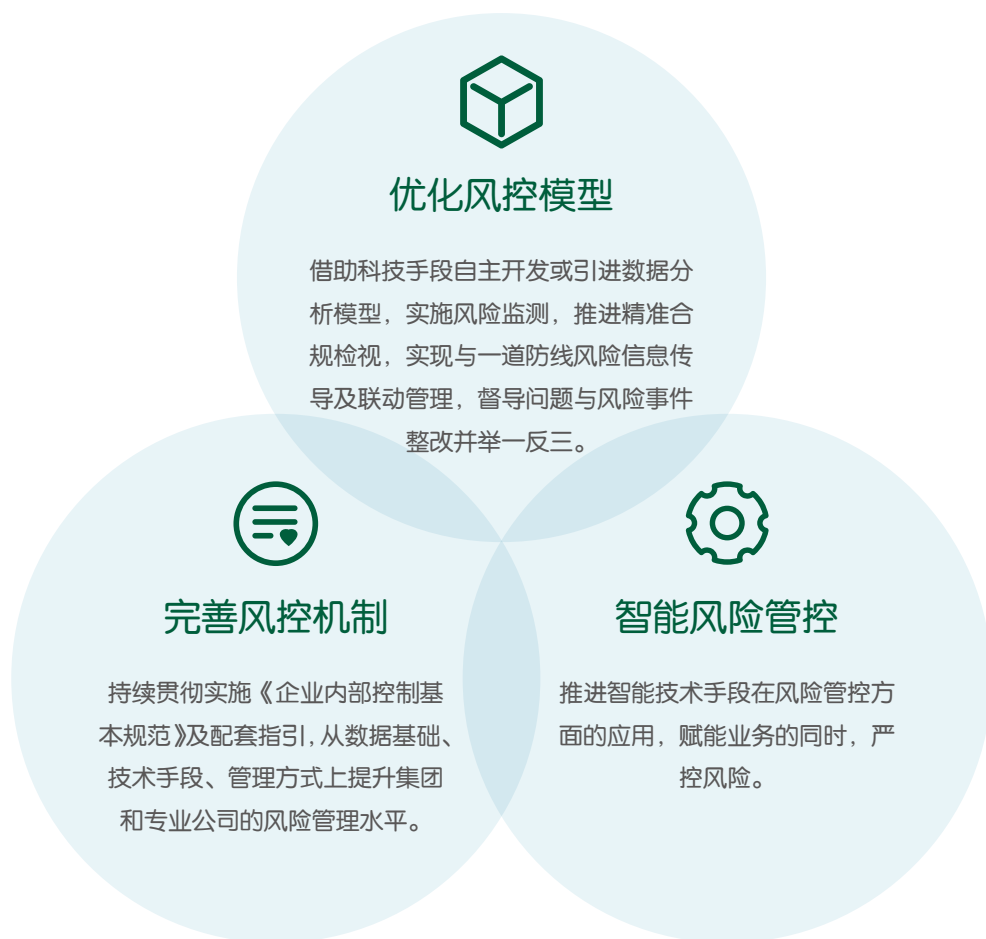 优化风控模型
借助科技手段自主开发或引进数据分
析模型，实施风险监测，推进精准合
规检视，实现与一道防线风险信息传
导及联动管理，督导问题与风险事件
整改并举一反三。
完善风控机制
持续贯彻实施《企业内部控制基
本规范》及配套指引，从数据基础、
技术手段、管理方式上提升集团
和专业公司的风险管理水平。
智能风险管控
推进智能技术手段在风险管控方
面的应用，赋能业务的同时，严
控风险。